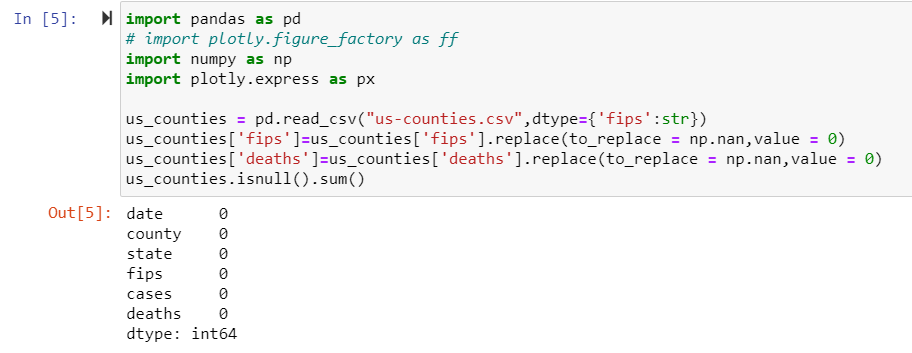 In [5]:
import pandas as pd
# import plotly.figure_factory as ff
import numpy as np
import plotly.express as px
us_counties = pd.read_csv("us-counties.csv",dtype={'fips':str})
us_counties['fips']=us_counties['fips'].replace(to_replace = np.nan,value = 0)
us_counties['deaths']=us_counties['deaths'].replace(to_replace = np.nan,value = 0)
us_counties.isnull().sum()
Out[5]:
date 0
county 0
state 0
fips 0
cases 0
deaths 0
dtype: int64